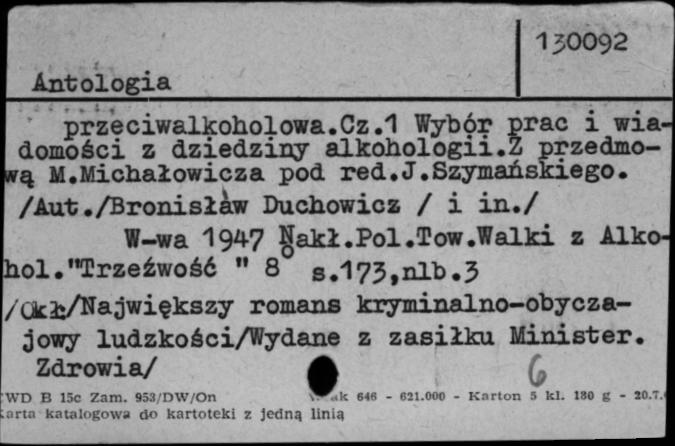 130092
Antologia
przeciwalkoholowa.Cz.1 Wybór prac i wia-
domości z dziedziny alkohologii.Z przedmo-
wą M.Michałowicza pod red.J.Szymańskiego.
/Aut./Bronisław Duchowicz / i in./
W-wa 1947 Nakł.Pol.Tow.Walki z Alko-
hol."Trzeźwość " 8° s.173,nlb.3
/Okł/Największy romans kryminalno-obycza-
jowy ludzkości/Wydane z zasiłku Minister.
Zdrowia/
6
WD B 15c Zam. 953/DW/On 646 - 621.000 - Karton 5 kl. 180 g - 20.7.
karta katalogowa do kartoteki z jedną linią